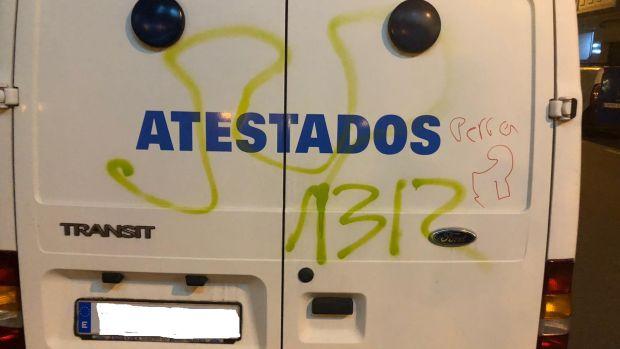 ATESTADOS
perra
1312
TRANSIT
Ford
E